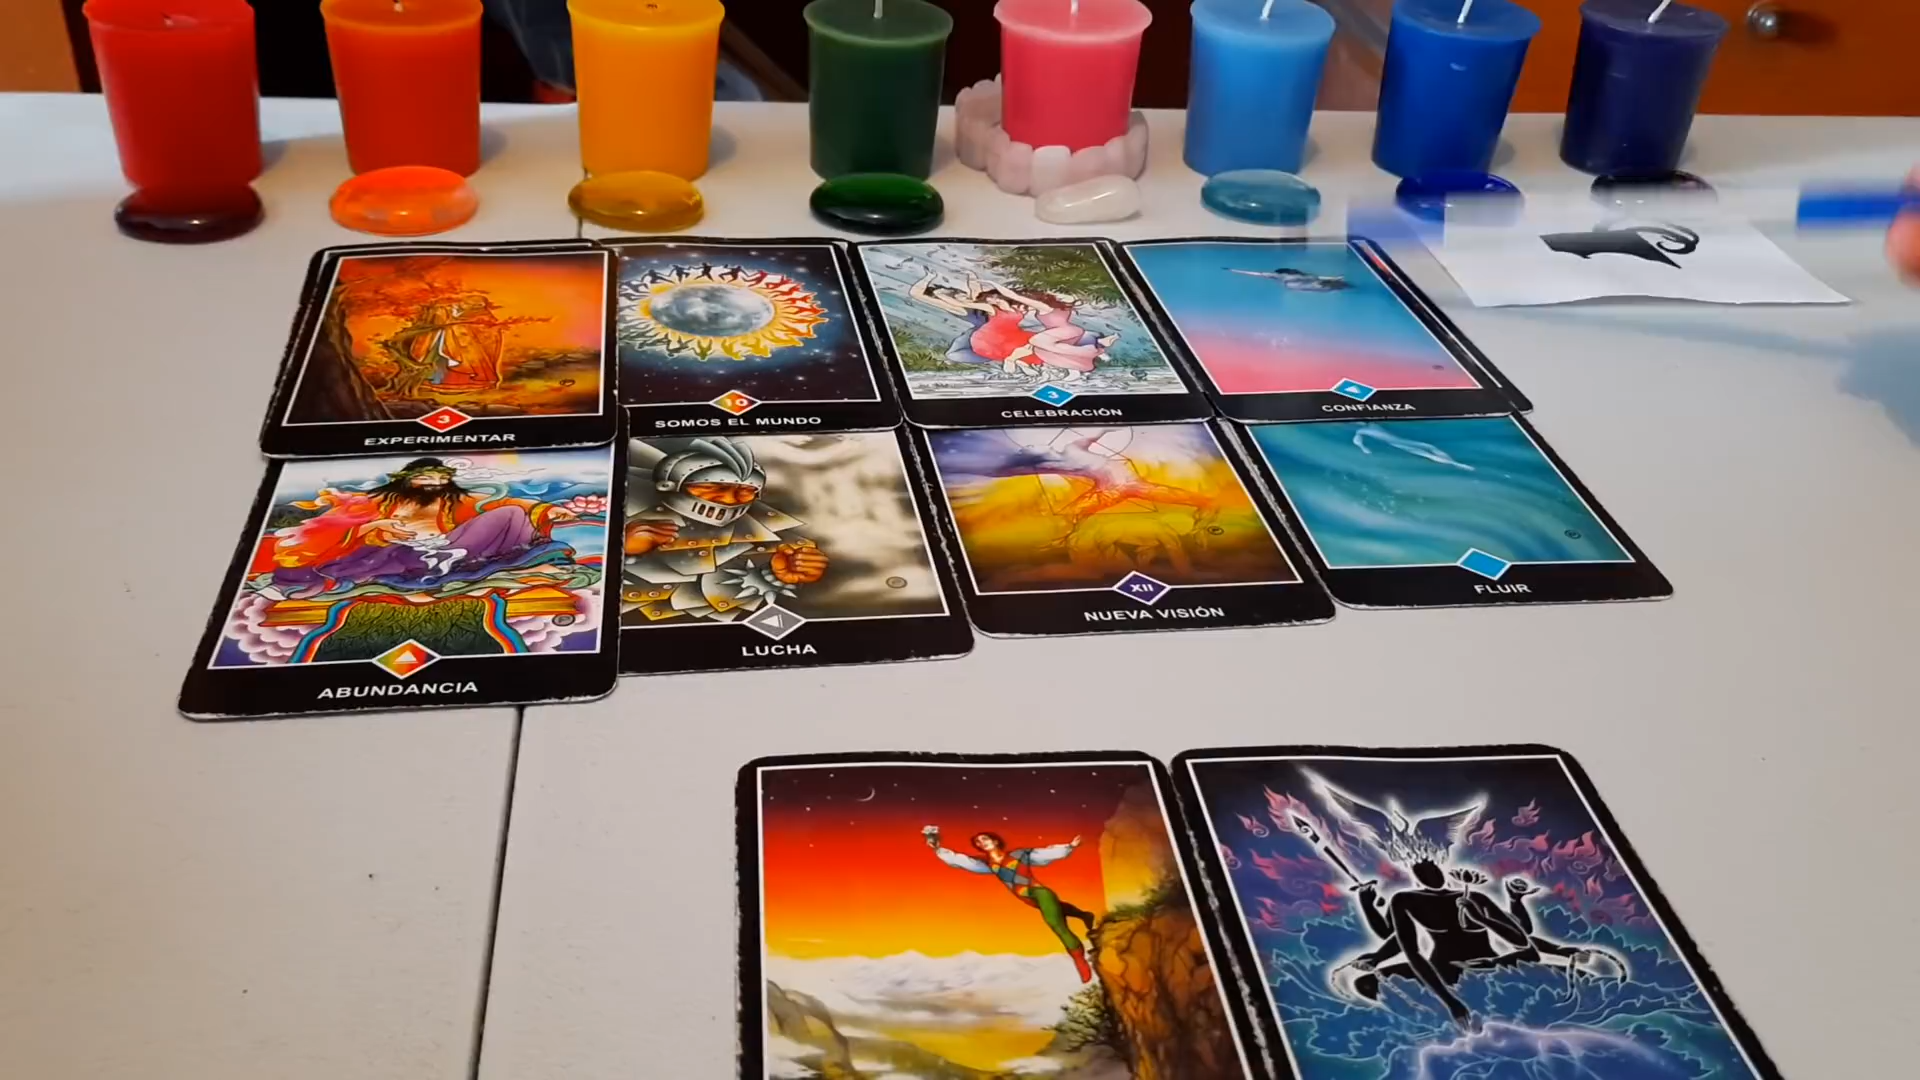 3
EXPERIMENTAR
10
SOMOS EL MUNDO
3
CELEBRACIÓN
CONFIANZA
ABUNDANCIA
LUCHA
XII
NUEVA VISIÓN
FLUIR